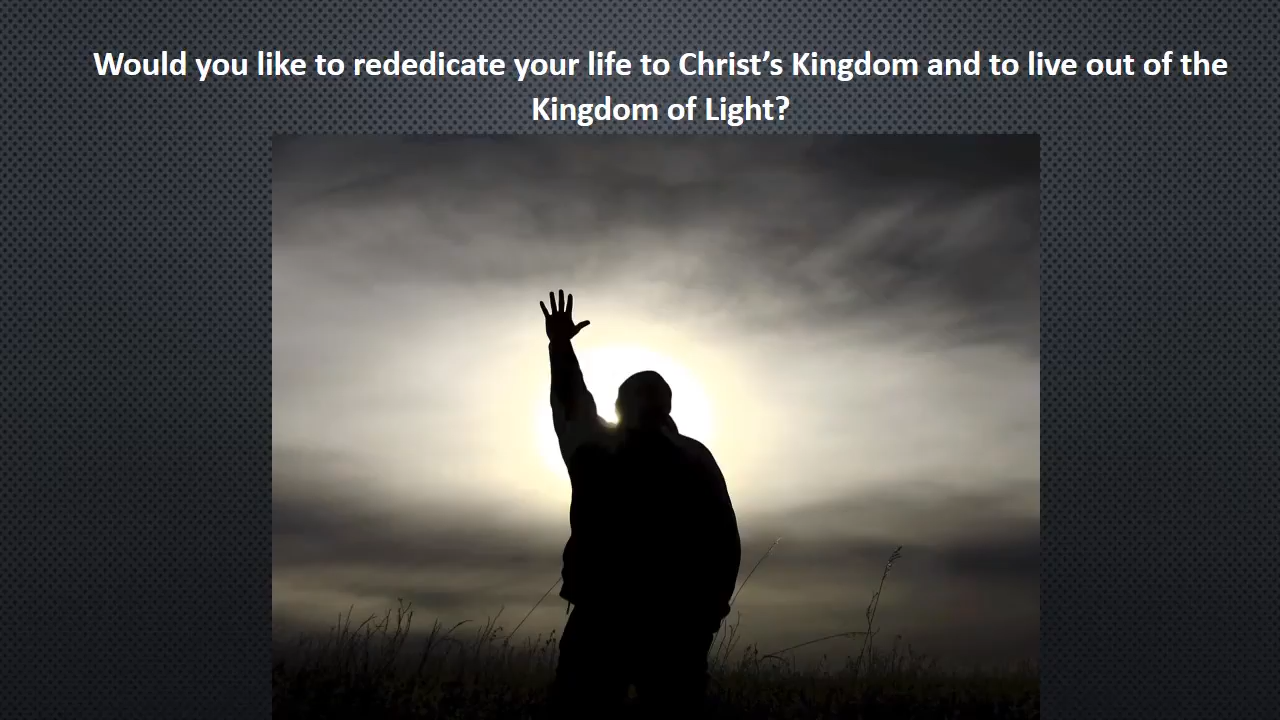 Would you like to rededicate your life to Christ’s Kingdom and to live out of the
Kingdom of Light?